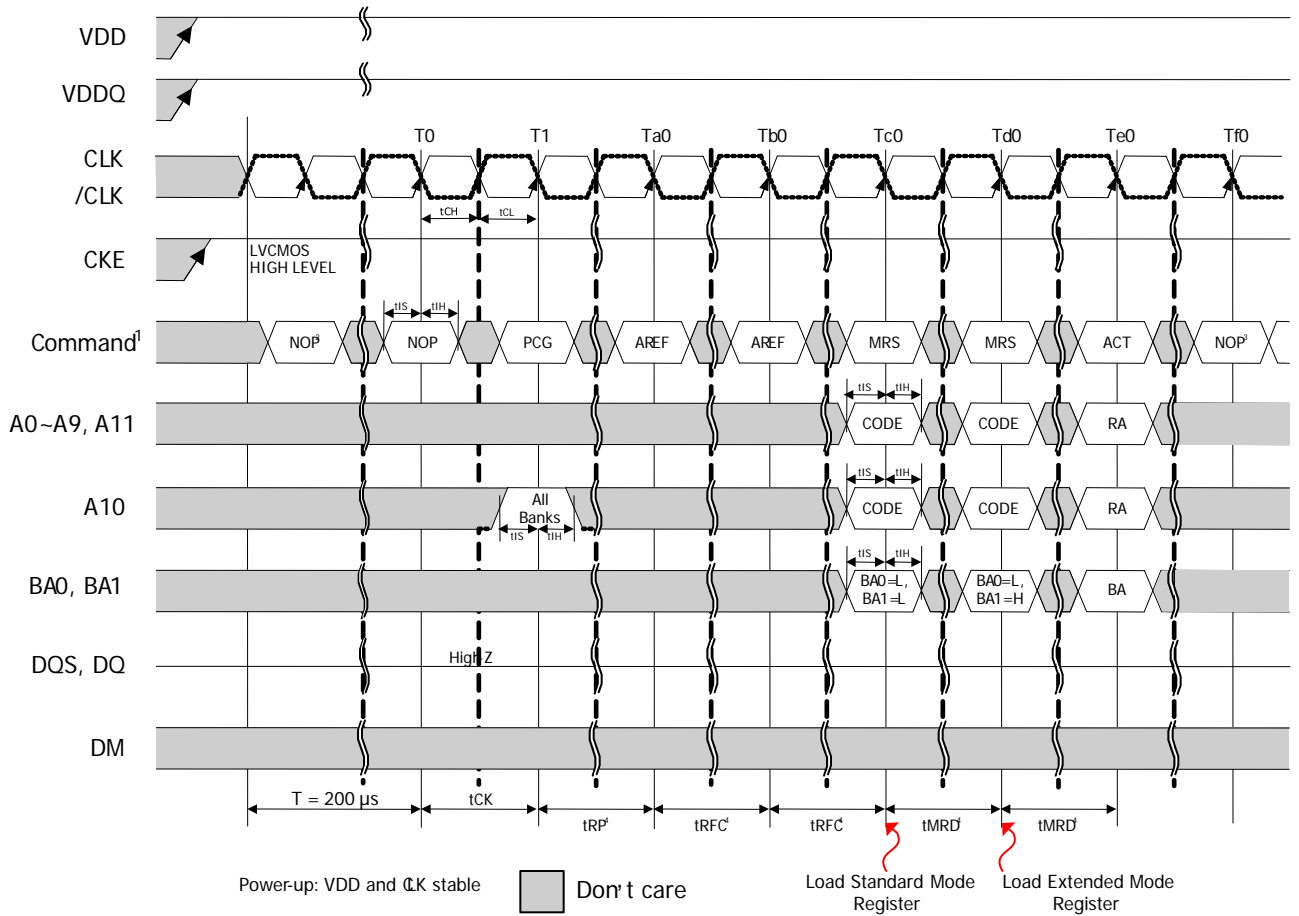 VDD
VDDQ
T0 T1 Ta0 Tb0 Tc0 Td0 Te0 Tf0
CLK
/CLK
tCH tCL
CKE
LVCMOS
HIGH LEVEL
tIS tIH
Command1 NOP3 NOP PCG AREF AREF MRS MRS ACT NOP3
tIS tIH
A0~A9, A11 CODE CODE RA
tIS tIH
A10 All Banks CODE CODE RA
tIS tIH
tIS tIH
BA0, BA1 BA0=L, BA1=L BA0=L, BA1=H BA
DQS, DQ High-Z
DM
T = 200 µs tCK
tRP4 tRFC4 tRFC4 tMRD4 tMRD4
Power-up: VDD and CLK stable
Don't care
Load Standard Mode
Register
Load Extended Mode
Register